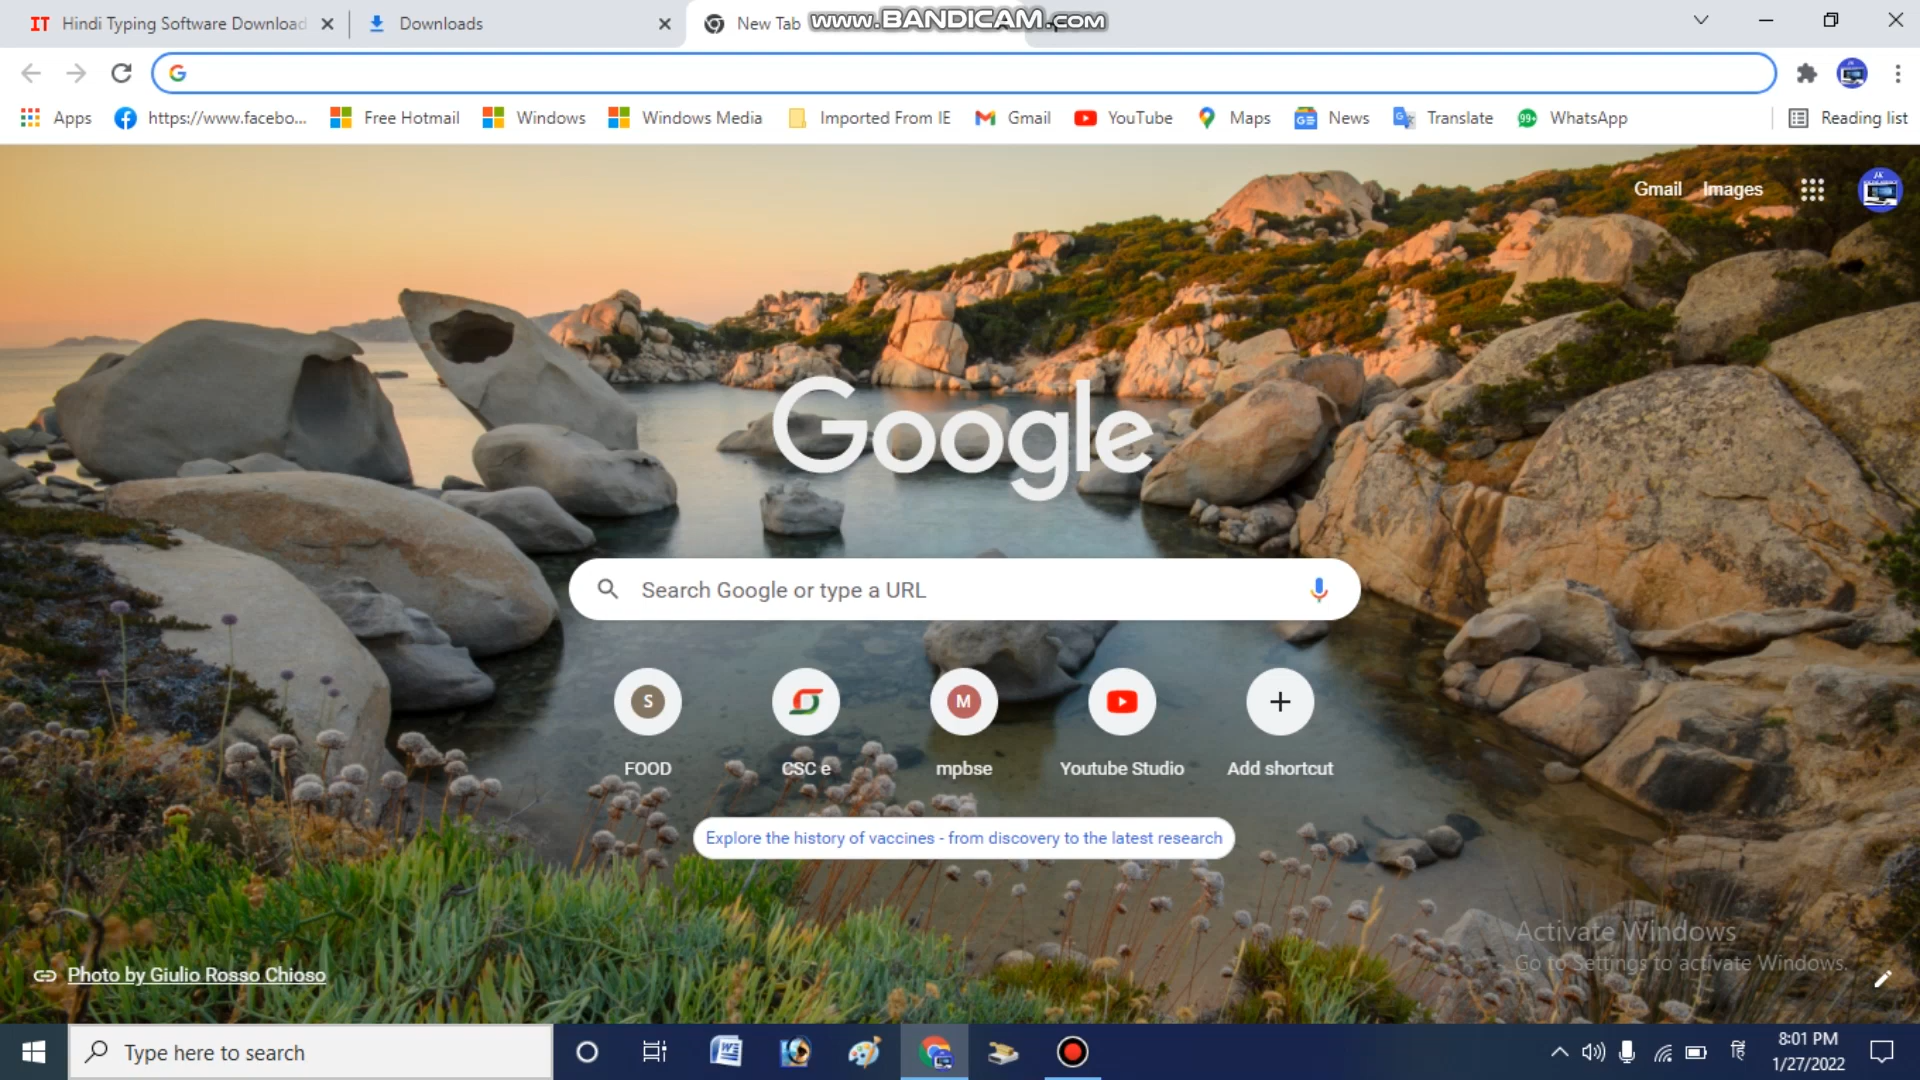 Hindi Typing Software Download
Downloads
New Tab
www.BANDICAM.com
Apps
https://www.facebo...
Free Hotmail
Windows
Windows Media
Imported From IE
Gmail
YouTube
Maps
News
Translate
99+
WhatsApp
Reading list
Gmail
Images
Google
Search Google or type a URL
S
M
FOOD
CSC e
mpbse
Youtube Studio
Add shortcut
Explore the history of vaccines - from discovery to the latest research
Activate Windows
Go to Settings to activate Windows.
Photo by Giulio Rosso Chioso
Type here to search
हि
8:01 PM
1/27/2022